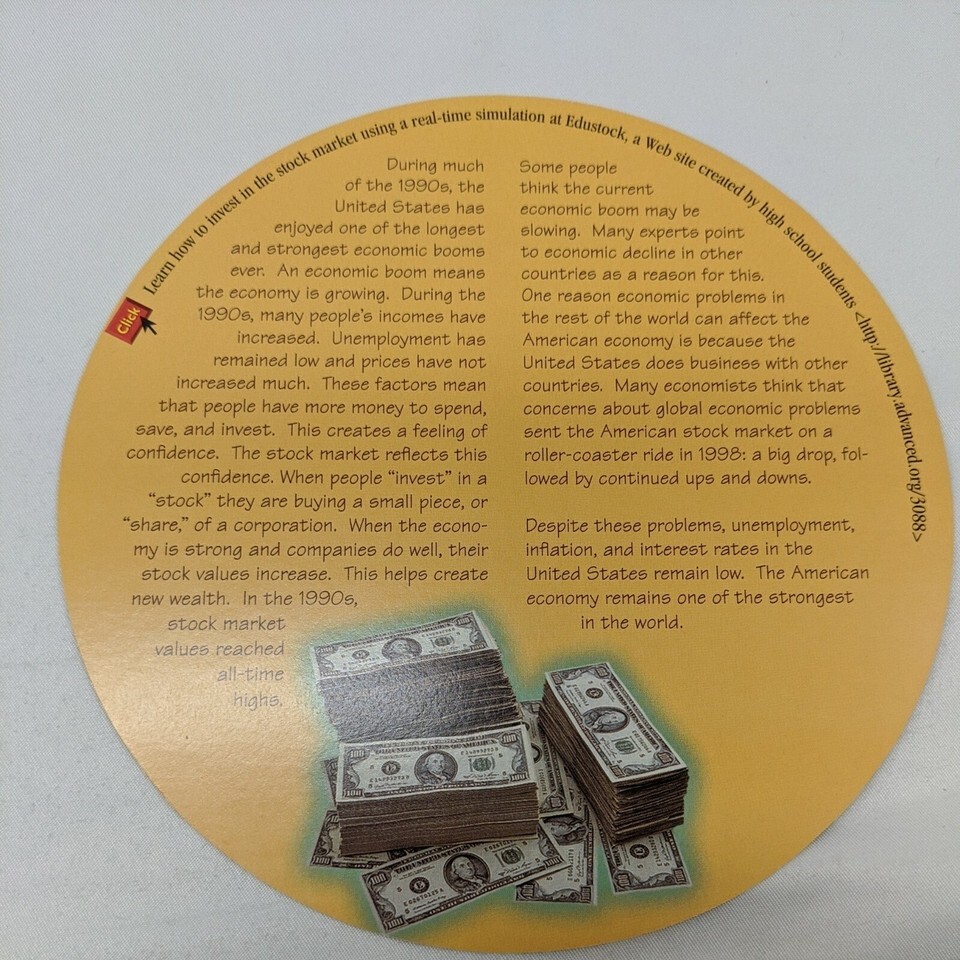 Click
Learn how to invest in the stock market using a real-time simulation at Edustock, a Web site created by high school students <http://library.advanced.org/3088>
During much
of the 1990s, the
United States has
enjoyed one of the longest
and strongest economic booms
ever. An economic boom means
the economy is growing. During the
1990s, many people's incomes have
increased. Unemployment has
remained low and prices have not
increased much. These factors mean
that people have more money to spend,
save, and invest. This creates a feeling of
confidence. The stock market reflects this
confidence. When people “invest” in a
“stock” they are buying a small piece, or
“share,” of a corporation. When the econo-
my is strong and companies do well, their
stock values increase. This helps create
new wealth. In the 1990s,
stock market
values reached
all-time
highs.
Some people
think the current
economic boom may be
slowing. Many experts point
to economic decline in other
countries as a reason for this.
One reason economic problems in
the rest of the world can affect the
American economy is because the
United States does business with other
countries. Many economists think that
concerns about global economic problems
sent the American stock market on a
roller-coaster ride in 1998: a big drop, fol-
lowed by continued ups and downs.
Despite these problems, unemployment,
inflation, and interest rates in the
United States remain low. The American
economy remains one of the strongest
in the world.
100
100
100
100